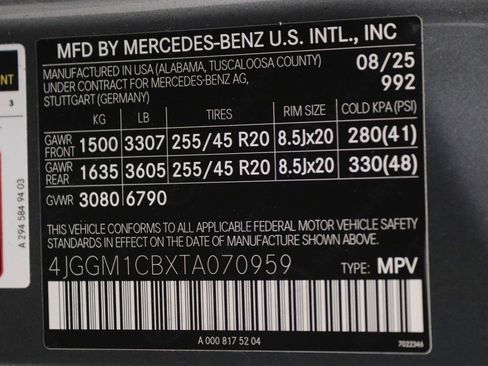 MFD BY MERCEDES-BENZ U.S. INTL., INC
MANUFACTURED IN USA (ALABAMA, TUSCALOOSA COUNTY) 08/25
UNDER CONTRACT FOR MERCEDES-BENZ AG, 992
STUTTGART (GERMANY)
KG LB TIRES RIM SIZE COLD KPA (PSI)
GAWR FRONT 1500 3307 255/45 R20 8.5Jx20 280(41)
GAWR REAR 1635 3605 255/45 R20 8.5Jx20 330(48)
GVWR 3080 6790
THIS VEHICLE CONFORMS TO ALL APPLICABLE FEDERAL MOTOR VEHICLE SAFETY
STANDARDS IN EFFECT ON THE DATE OF MANUFACTURE SHOWN ABOVE.
4JGGM1CBXTA070959 TYPE: MPV
A 000 817 52 04
7022346
3
A 294 584 94 03